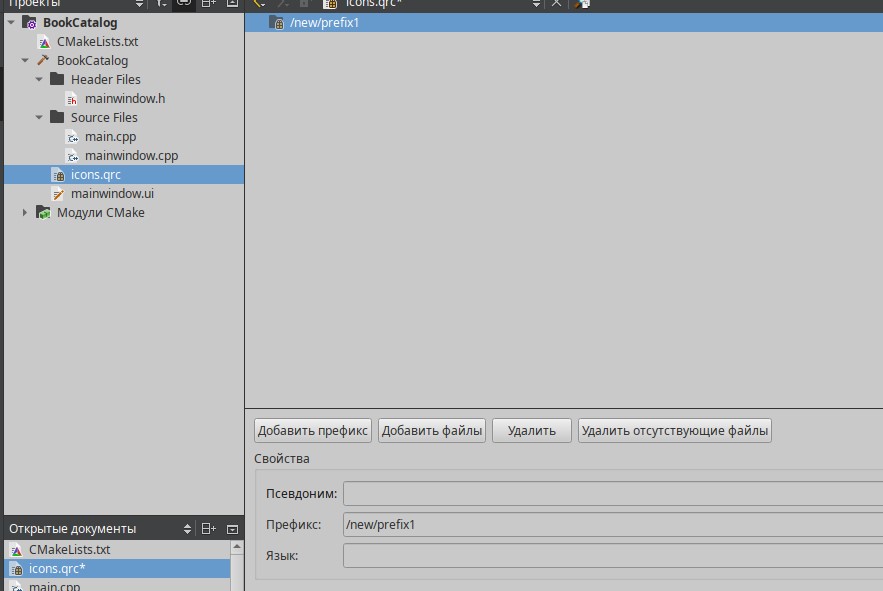 Проекты
icons.qrc*
BookCatalog
CMakeLists.txt
BookCatalog
Header Files
mainwindow.h
Source Files
main.cpp
mainwindow.cpp
icons.qrc
mainwindow.ui
Модули CMake
/new/prefix1
Добавить префикс
Добавить файлы
Удалить
Удалить отсутствующие файлы
Свойства
Псевдоним:
Префикс: /new/prefix1
Язык:
Открытые документы
CMakeLists.txt
icons.qrc*
main.cpp